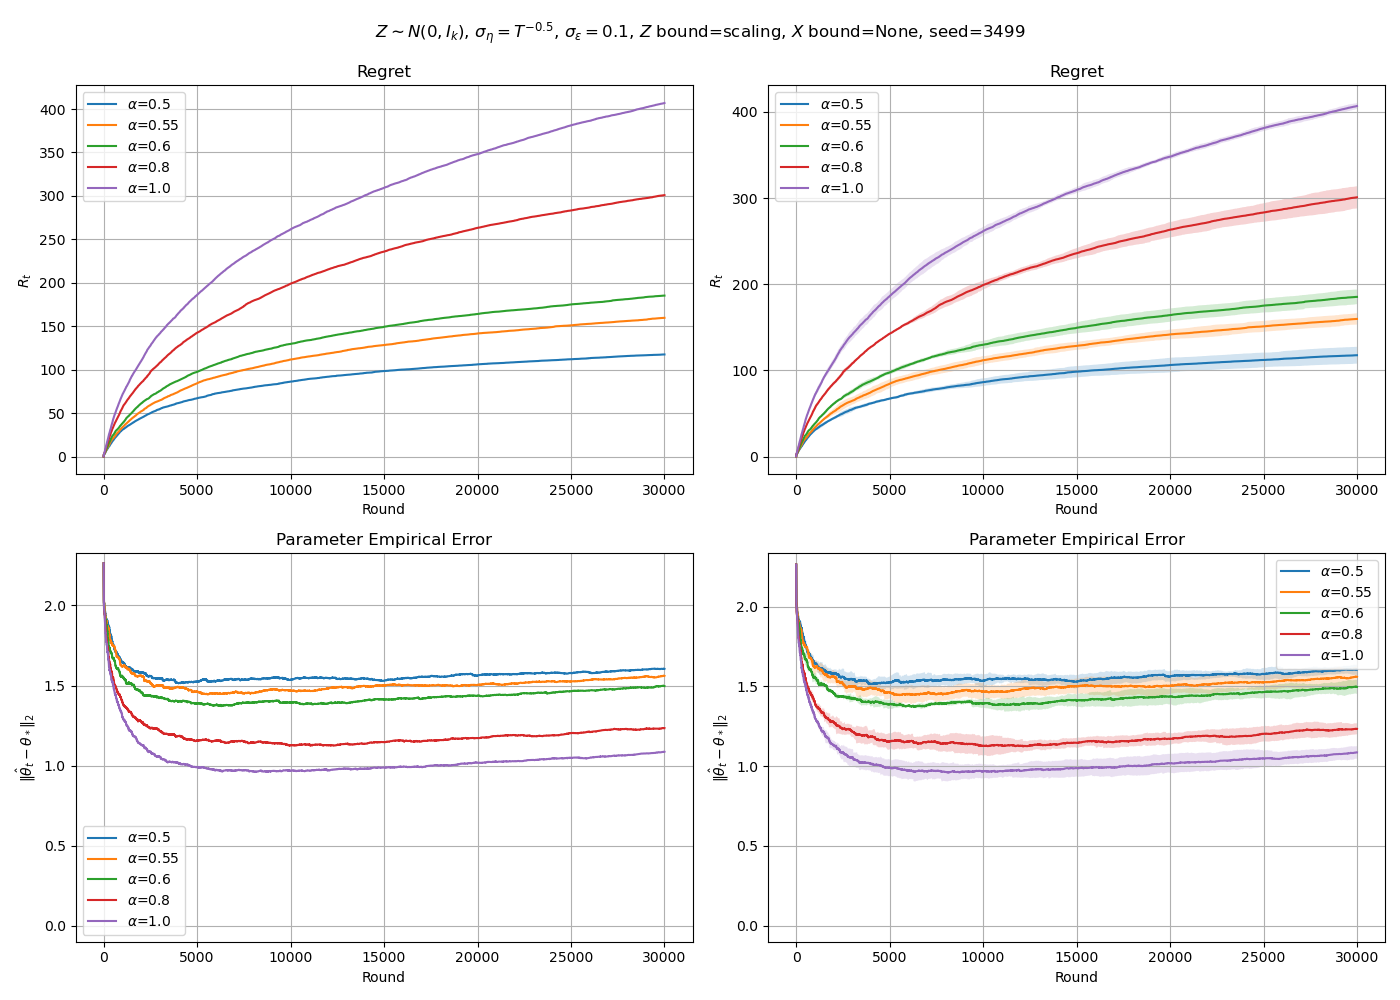 Z ∼ N(0, I_k), σ_η = T^{−0.5}, σ_ε = 0.1, Z bound=scaling, X bound=None, seed=3499
Regret
α=0.5
α=0.55
α=0.6
α=0.8
α=1.0
400
350
300
250
200
150
100
50
0
R_t
0 5000 10000 15000 20000 25000 30000
Round
Regret
α=0.5
α=0.55
α=0.6
α=0.8
α=1.0
400
300
200
100
0
R_t
0 5000 10000 15000 20000 25000 30000
Round
Parameter Empirical Error
2.0
1.5
1.0
0.5
0.0
‖θ̂_t − θ_*‖_2
α=0.5
α=0.55
α=0.6
α=0.8
α=1.0
0 5000 10000 15000 20000 25000 30000
Round
Parameter Empirical Error
α=0.5
α=0.55
α=0.6
α=0.8
α=1.0
2.0
1.5
1.0
0.5
0.0
‖θ̂_t − θ_*‖_2
0 5000 10000 15000 20000 25000 30000
Round